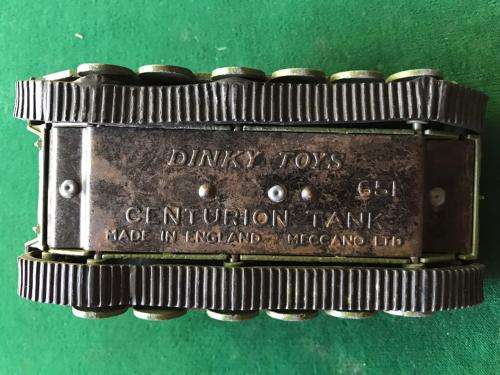 DINKY TOYS
651
CENTURION TANK
MADE IN ENGLAND - MECCANO LTD